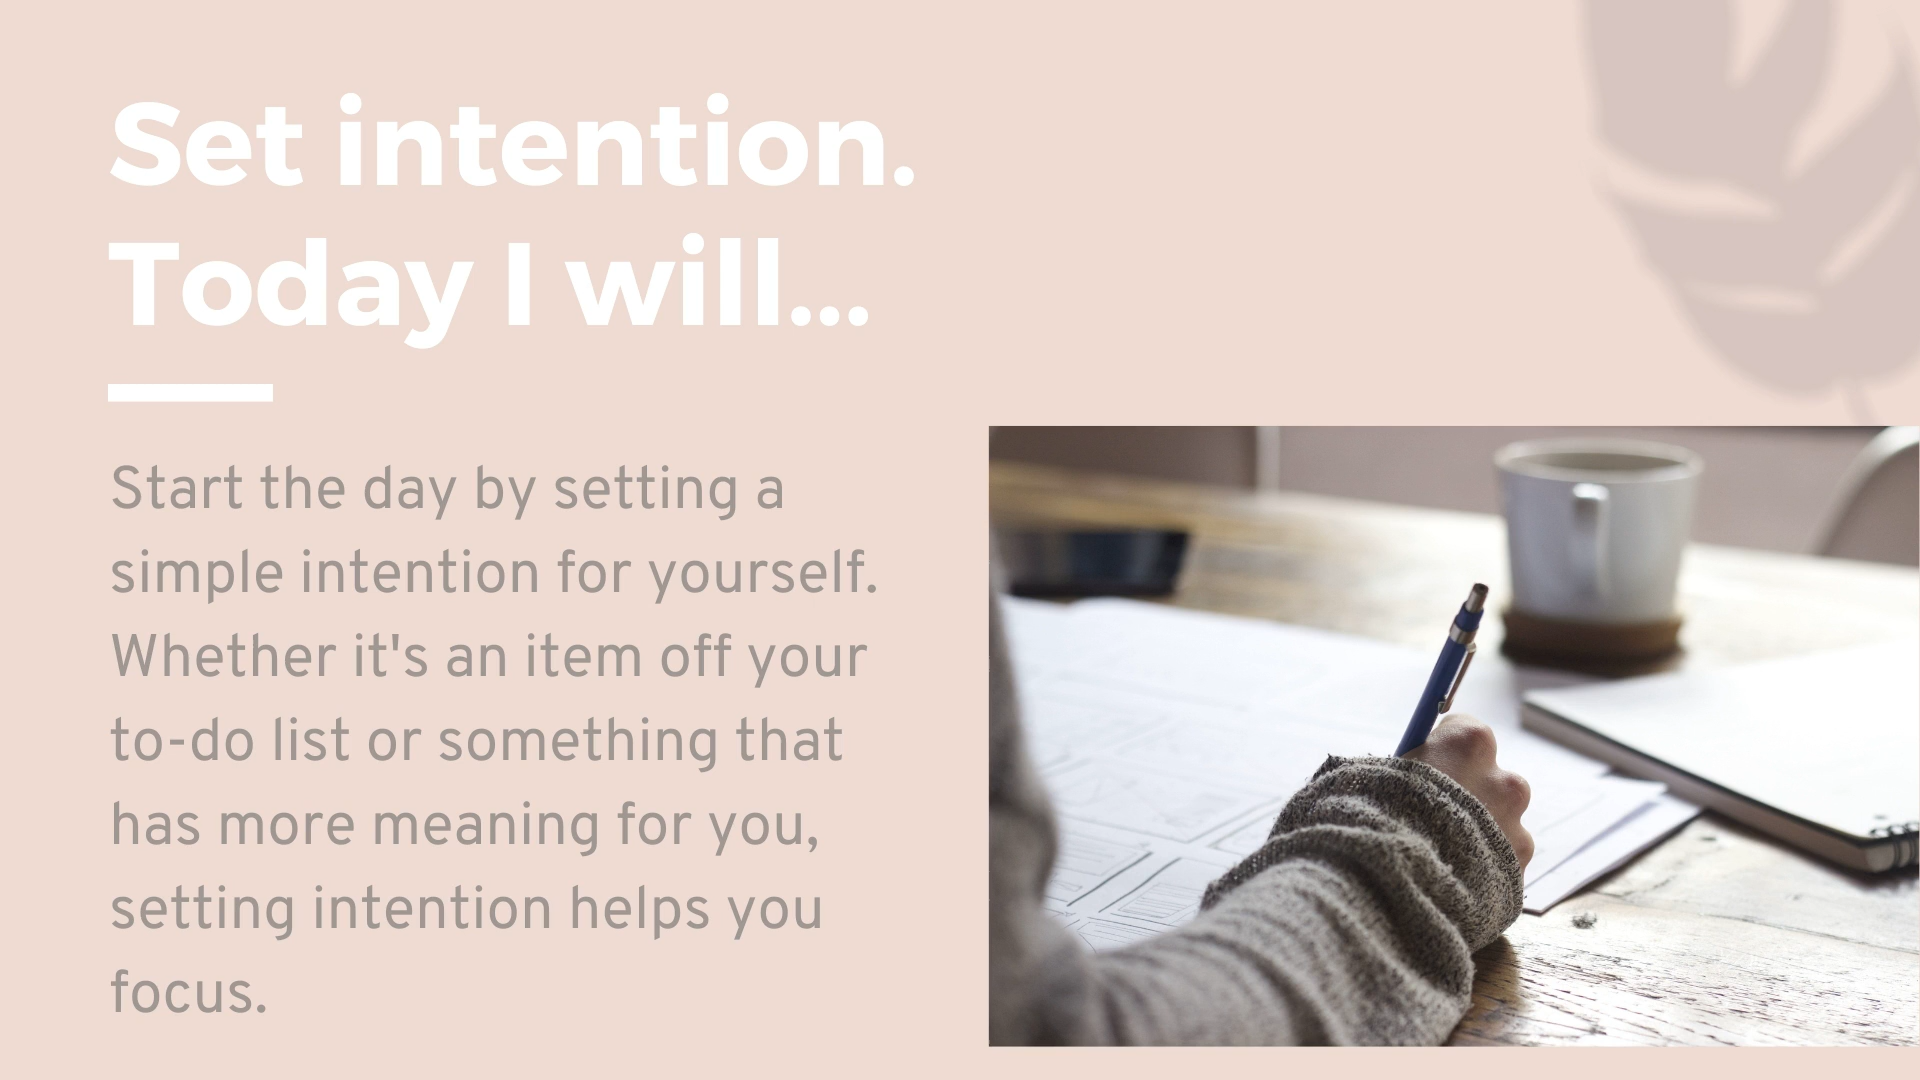 Set intention.
Today I will...
Start the day by setting a
simple intention for yourself.
Whether it's an item off your
to-do list or something that
has more meaning for you,
setting intention helps you
focus.